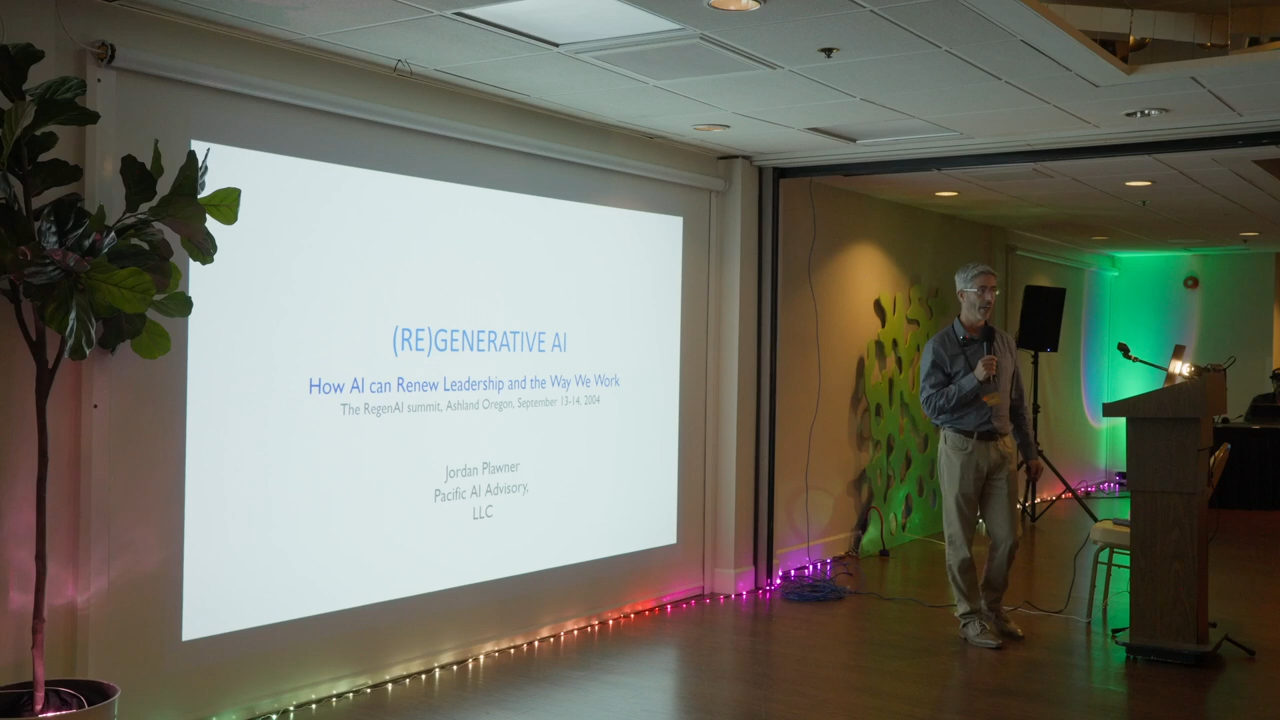 (RE)GENERATIVE AI
How AI can Renew Leadership and the Way We Work
The RegenAI summit, Ashland Oregon, September 13-14, 2004
Jordan Plawner
Pacific AI Advisory,
LLC